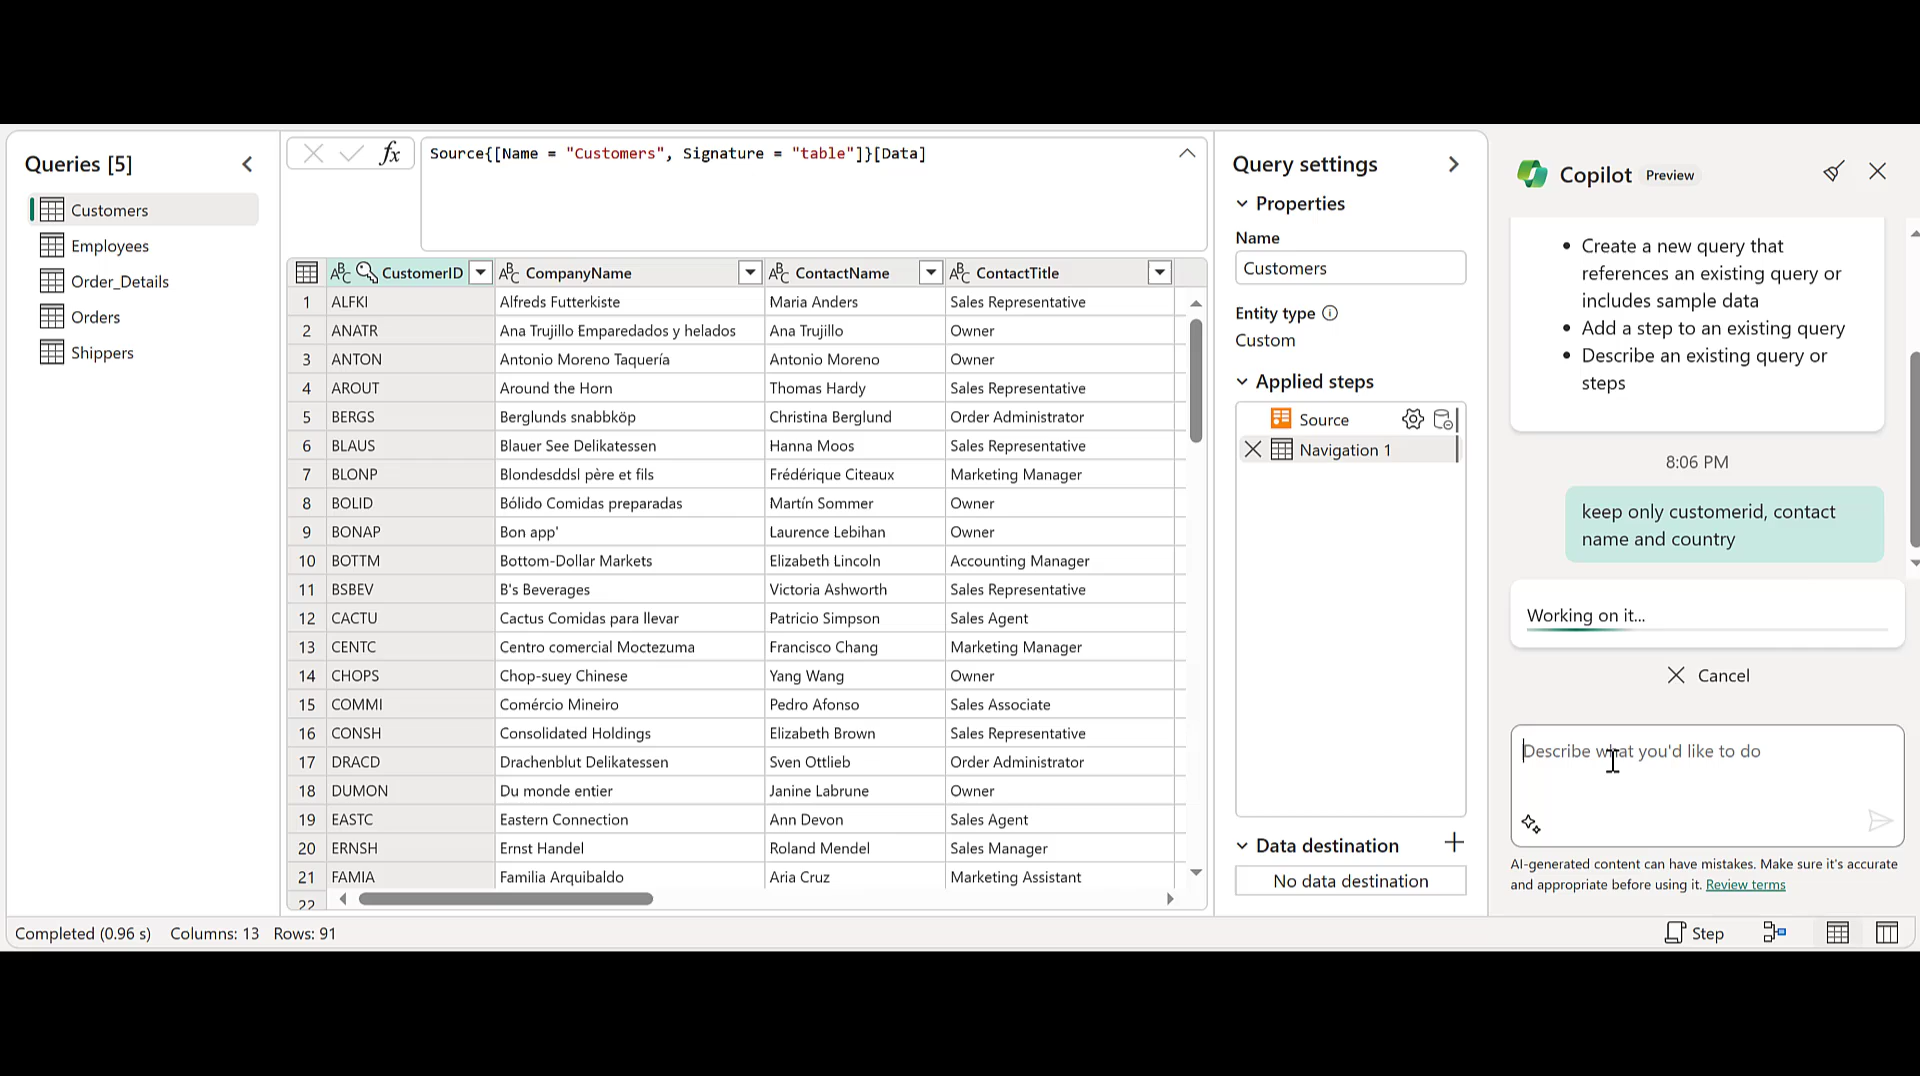 Queries [5]
Customers
Employees
Order_Details
Orders
Shippers
fx
Source{[Name = "Customers", Signature = "table"]}[Data]
CustomerID CompanyName ContactName ContactTitle
1 ALFKI Alfreds Futterkiste Maria Anders Sales Representative
2 ANATR Ana Trujillo Emparedados y helados Ana Trujillo Owner
3 ANTON Antonio Moreno Taquería Antonio Moreno Owner
4 AROUT Around the Horn Thomas Hardy Sales Representative
5 BERGS Berglunds snabbköp Christina Berglund Order Administrator
6 BLAUS Blauer See Delikatessen Hanna Moos Sales Representative
7 BLONP Blondesddsl père et fils Frédérique Citeaux Marketing Manager
8 BOLID Bólido Comidas preparadas Martín Sommer Owner
9 BONAP Bon app' Laurence Lebihan Owner
10 BOTTM Bottom-Dollar Markets Elizabeth Lincoln Accounting Manager
11 BSBEV B's Beverages Victoria Ashworth Sales Representative
12 CACTU Cactus Comidas para llevar Patricio Simpson Sales Agent
13 CENTC Centro comercial Moctezuma Francisco Chang Marketing Manager
14 CHOPS Chop-suey Chinese Yang Wang Owner
15 COMMI Comércio Mineiro Pedro Afonso Sales Associate
16 CONSH Consolidated Holdings Elizabeth Brown Sales Representative
17 DRACD Drachenblut Delikatessen Sven Ottlieb Order Administrator
18 DUMON Du monde entier Janine Labrune Owner
19 EASTC Eastern Connection Ann Devon Sales Agent
20 ERNSH Ernst Handel Roland Mendel Sales Manager
21 FAMIA Familia Arquibaldo Aria Cruz Marketing Assistant
22
Query settings
Properties
Name
Customers
Entity type
Custom
Applied steps
Source
Navigation 1
Data destination
No data destination
Copilot Preview
Create a new query that
references an existing query or
includes sample data
Add a step to an existing query
Describe an existing query or
steps
8:06 PM
keep only customerid, contact
name and country
Working on it...
Cancel
Describe what you'd like to do
AI-generated content can have mistakes. Make sure it's accurate
and appropriate before using it. Review terms
Completed (0.96 s) Columns: 13 Rows: 91
Step